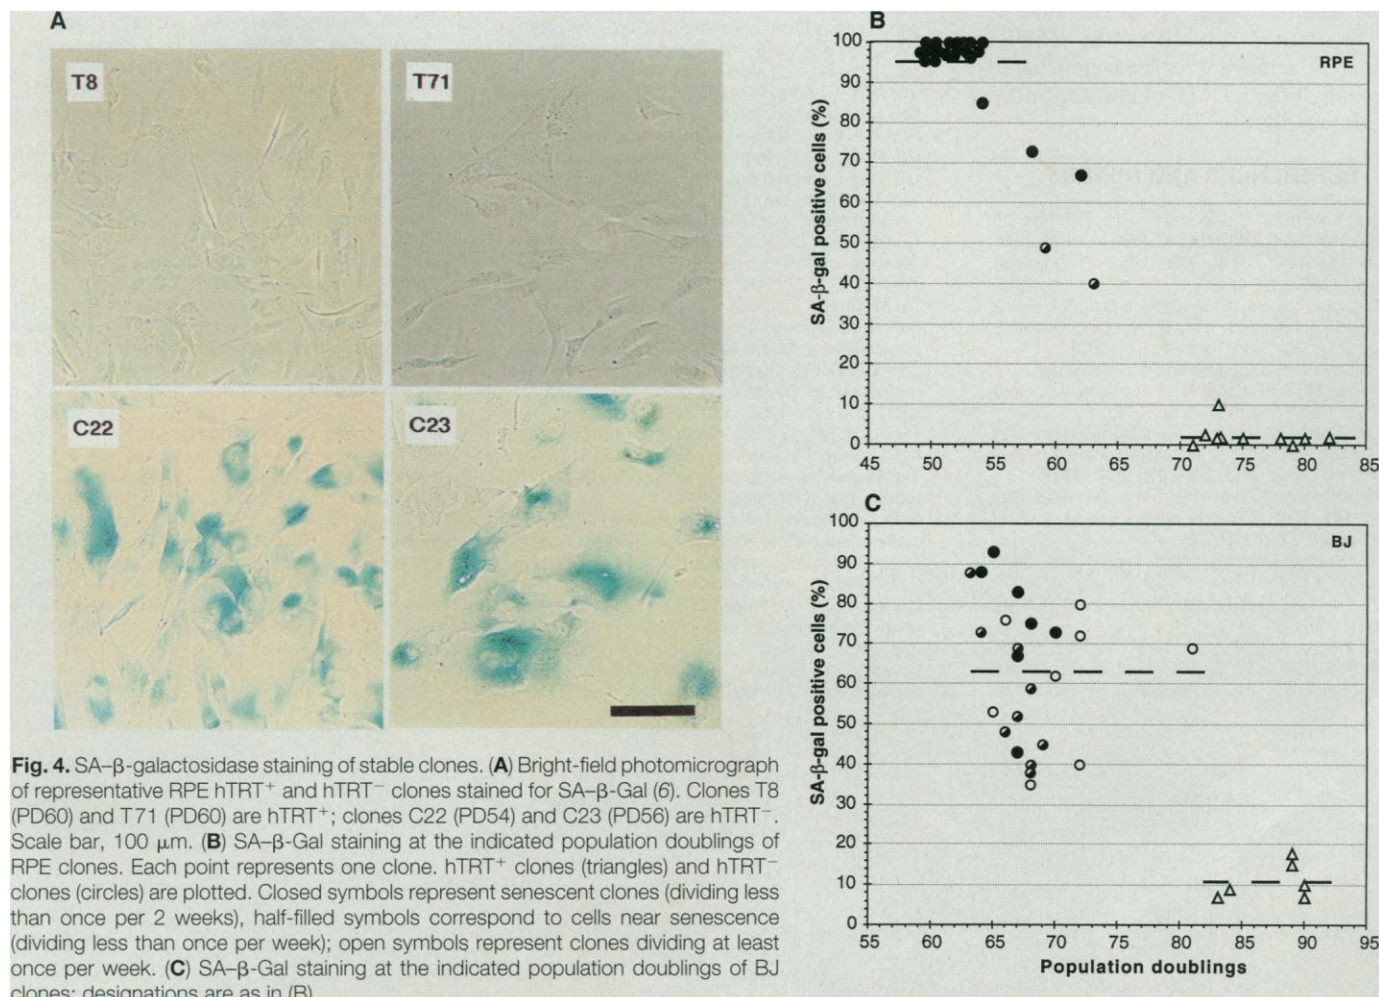 A
T8
T71
C22
C23
B
RPE
SA-β-gal positive cells (%)
100
90
80
70
60
50
40
30
20
10
0
45 50 55 60 65 70 75 80 85
C
BJ
SA-β-gal positive cells (%)
100
90
80
70
60
50
40
30
20
10
0
55 60 65 70 75 80 85 90 95
Population doublings
Fig. 4. SA–β-galactosidase staining of stable clones. (A) Bright-field photomicrograph
of representative RPE hTRT⁺ and hTRT⁻ clones stained for SA–β-Gal (6). Clones T8
(PD60) and T71 (PD60) are hTRT⁺; clones C22 (PD54) and C23 (PD56) are hTRT⁻.
Scale bar, 100 μm. (B) SA–β-Gal staining at the indicated population doublings of
RPE clones. Each point represents one clone. hTRT⁺ clones (triangles) and hTRT⁻
clones (circles) are plotted. Closed symbols represent senescent clones (dividing less
than once per 2 weeks), half-filled symbols correspond to cells near senescence
(dividing less than once per week); open symbols represent clones dividing at least
once per week. (C) SA–β-Gal staining at the indicated population doublings of BJ
clones; designations are as in (B)